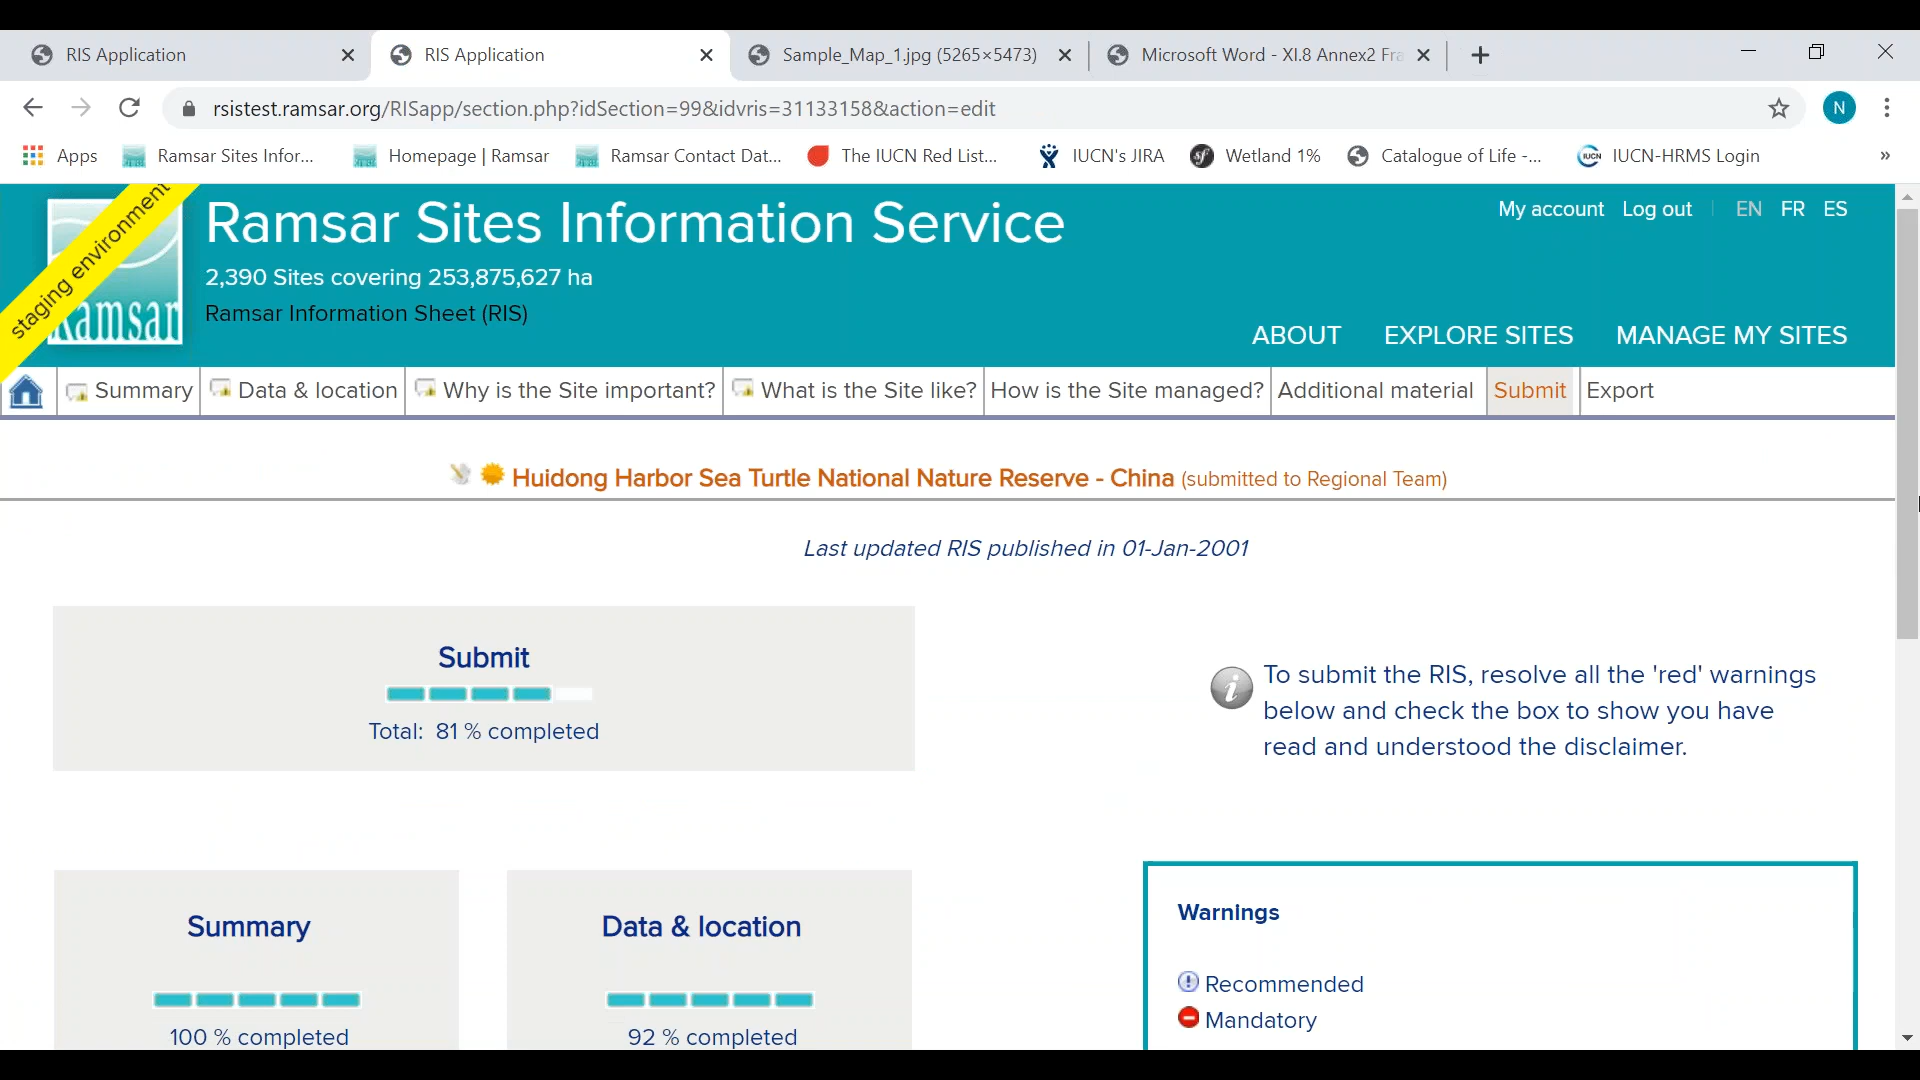 RIS Application
RIS Application
Sample_Map_1.jpg (5265×5473)
Microsoft Word - XI.8 Annex2 Fra
rsistest.ramsar.org/RISapp/section.php?idSection=99&idvris=31133158&action=edit
N
Apps
Ramsar Sites Infor...
Homepage | Ramsar
Ramsar Contact Dat...
The IUCN Red List...
IUCN's JIRA
Wetland 1%
Catalogue of Life -...
IUCN
IUCN-HRMS Login
»
staging environment
Ramsar
Ramsar Sites Information Service
2,390 Sites covering 253,875,627 ha
Ramsar Information Sheet (RIS)
My account
Log out
EN
FR
ES
ABOUT
EXPLORE SITES
MANAGE MY SITES
Summary
Data & location
Why is the Site important?
What is the Site like?
How is the Site managed?
Additional material
Submit
Export
Huidong Harbor Sea Turtle National Nature Reserve - China (submitted to Regional Team)
Last updated RIS published in 01-Jan-2001
Submit
Total: 81 % completed
To submit the RIS, resolve all the 'red' warnings
below and check the box to show you have
read and understood the disclaimer.
Summary
100 % completed
Data & location
92 % completed
Warnings
Recommended
Mandatory